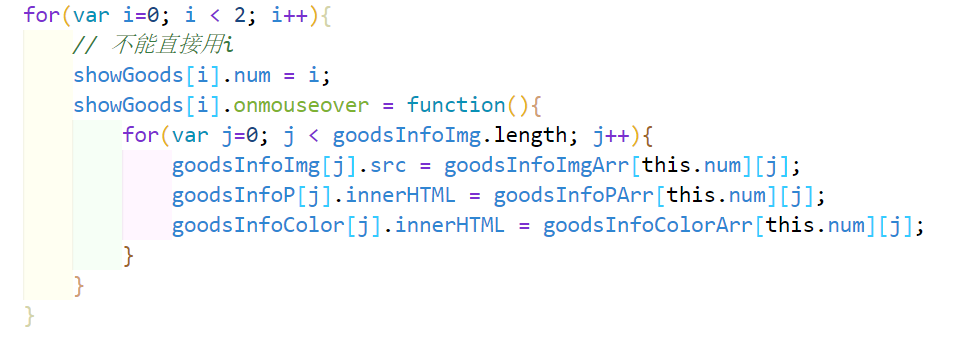 for(var i=0; i < 2; i++){
    // 不能直接用i
    showGoods[i].num = i;
    showGoods[i].onmouseover = function(){
        for(var j=0; j < goodsInfoImg.length; j++){
            goodsInfoImg[j].src = goodsInfoImgArr[this.num][j];
            goodsInfoP[j].innerHTML = goodsInfoPArr[this.num][j];
            goodsInfoColor[j].innerHTML = goodsInfoColorArr[this.num][j];
        }
    }
}